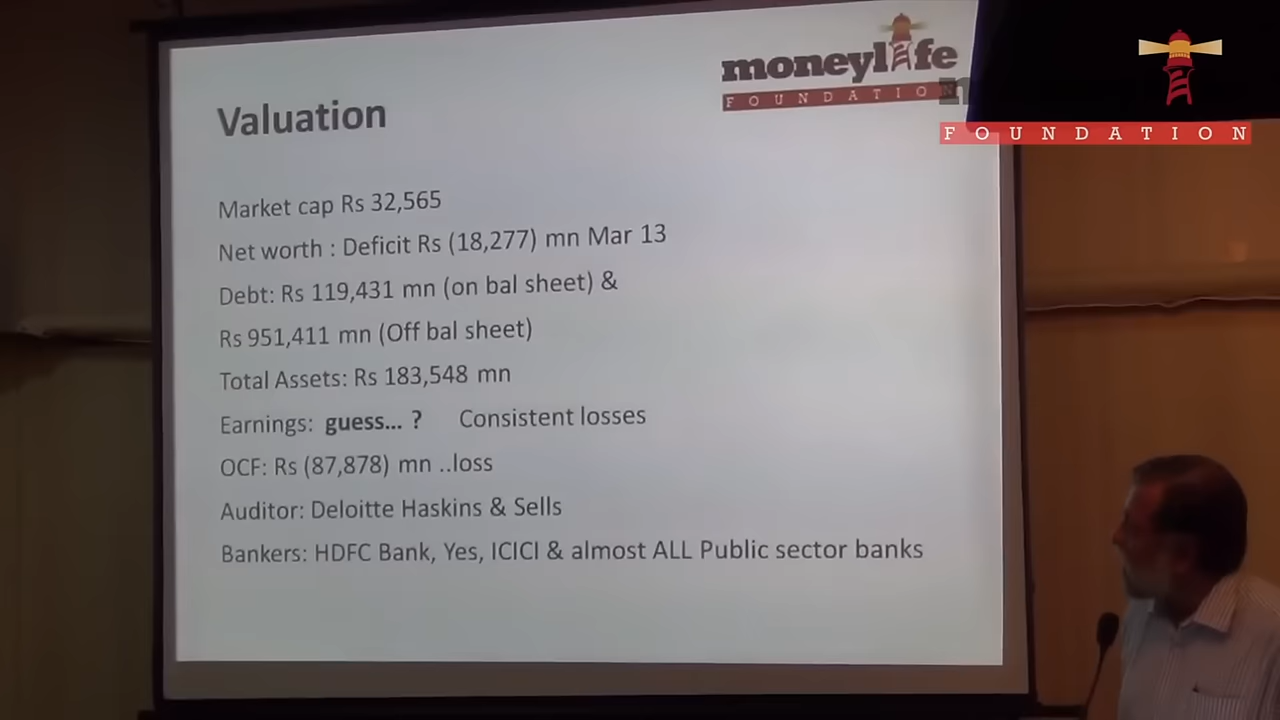 moneylife
FOUNDATION
FOUNDATION
Valuation
Market cap Rs 32,565
Net worth : Deficit Rs (18,277) mn Mar 13
Debt: Rs 119,431 mn (on bal sheet) &
Rs 951,411 mn (Off bal sheet)
Total Assets: Rs 183,548 mn
Earnings: guess... ? Consistent losses
OCF: Rs (87,878) mn ..loss
Auditor: Deloitte Haskins & Sells
Bankers: HDFC Bank, Yes, ICICI & almost ALL Public sector banks